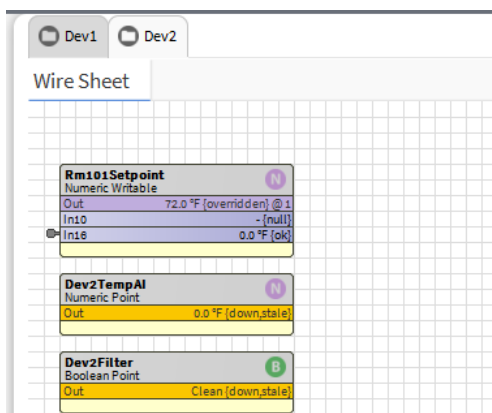 Dev1 Dev2
Wire Sheet
Rm101Setpoint
Numeric Writable
N
Out 72.0 °F {overridden} @ 1
In10 - {null}
In16 0.0 °F {ok}
Dev2TempAI
Numeric Point
N
Out 0.0 °F {down,stale}
Dev2Filter
Boolean Point
B
Out Clean {down,stale}